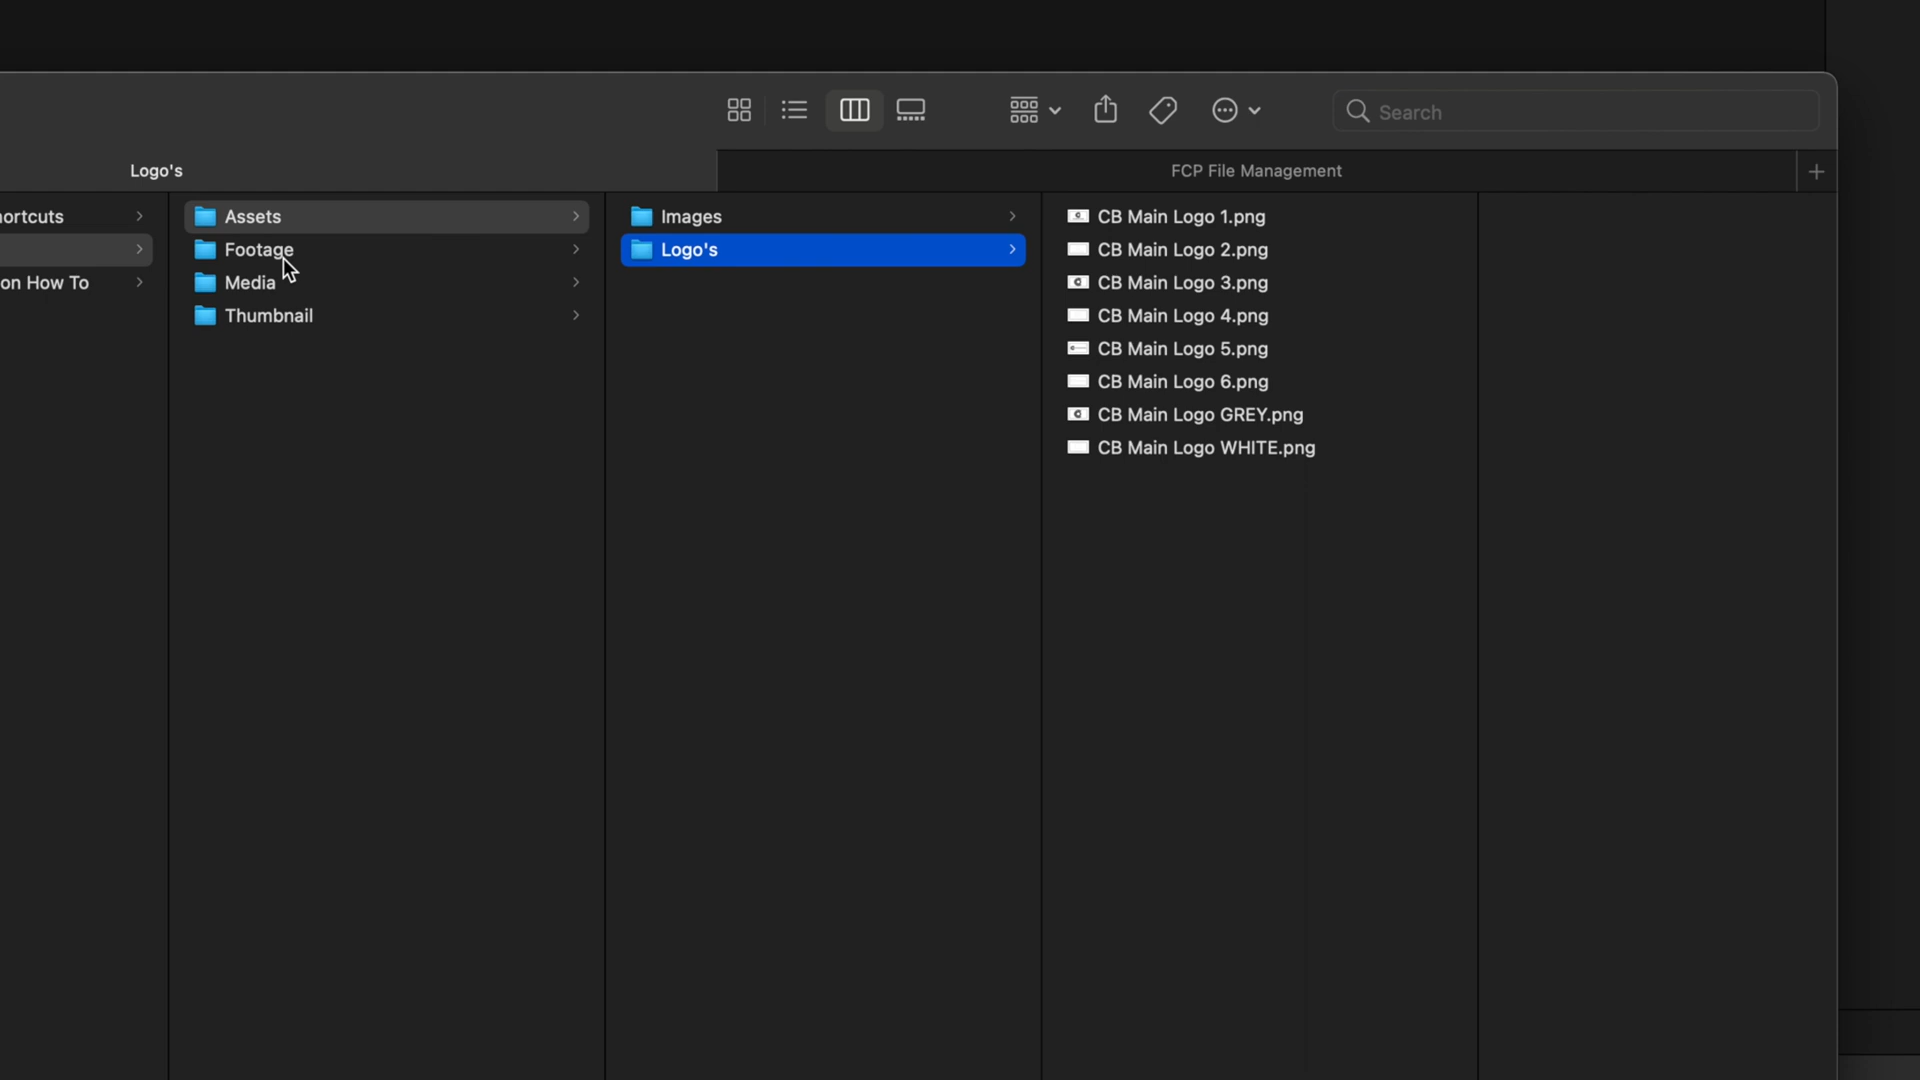 Search
Logo's
FCP File Management
ortcuts
on How To
Assets
Footage
Media
Thumbnail
Images
Logo's
CB Main Logo 1.png
CB Main Logo 2.png
CB Main Logo 3.png
CB Main Logo 4.png
CB Main Logo 5.png
CB Main Logo 6.png
CB Main Logo GREY.png
CB Main Logo WHITE.png